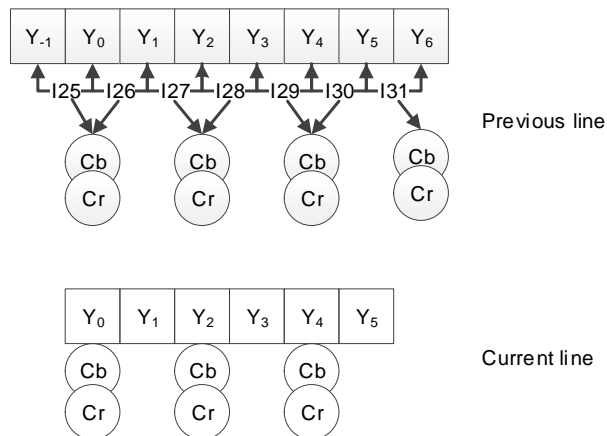 Y-1 Y0 Y1 Y2 Y3 Y4 Y5 Y6
I25 I26 I27 I28 I29 I30 I31
Previous line
Cb Cb Cb Cb
Cr Cr Cr Cr
Y0 Y1 Y2 Y3 Y4 Y5
Current line
Cb Cb Cb
Cr Cr Cr